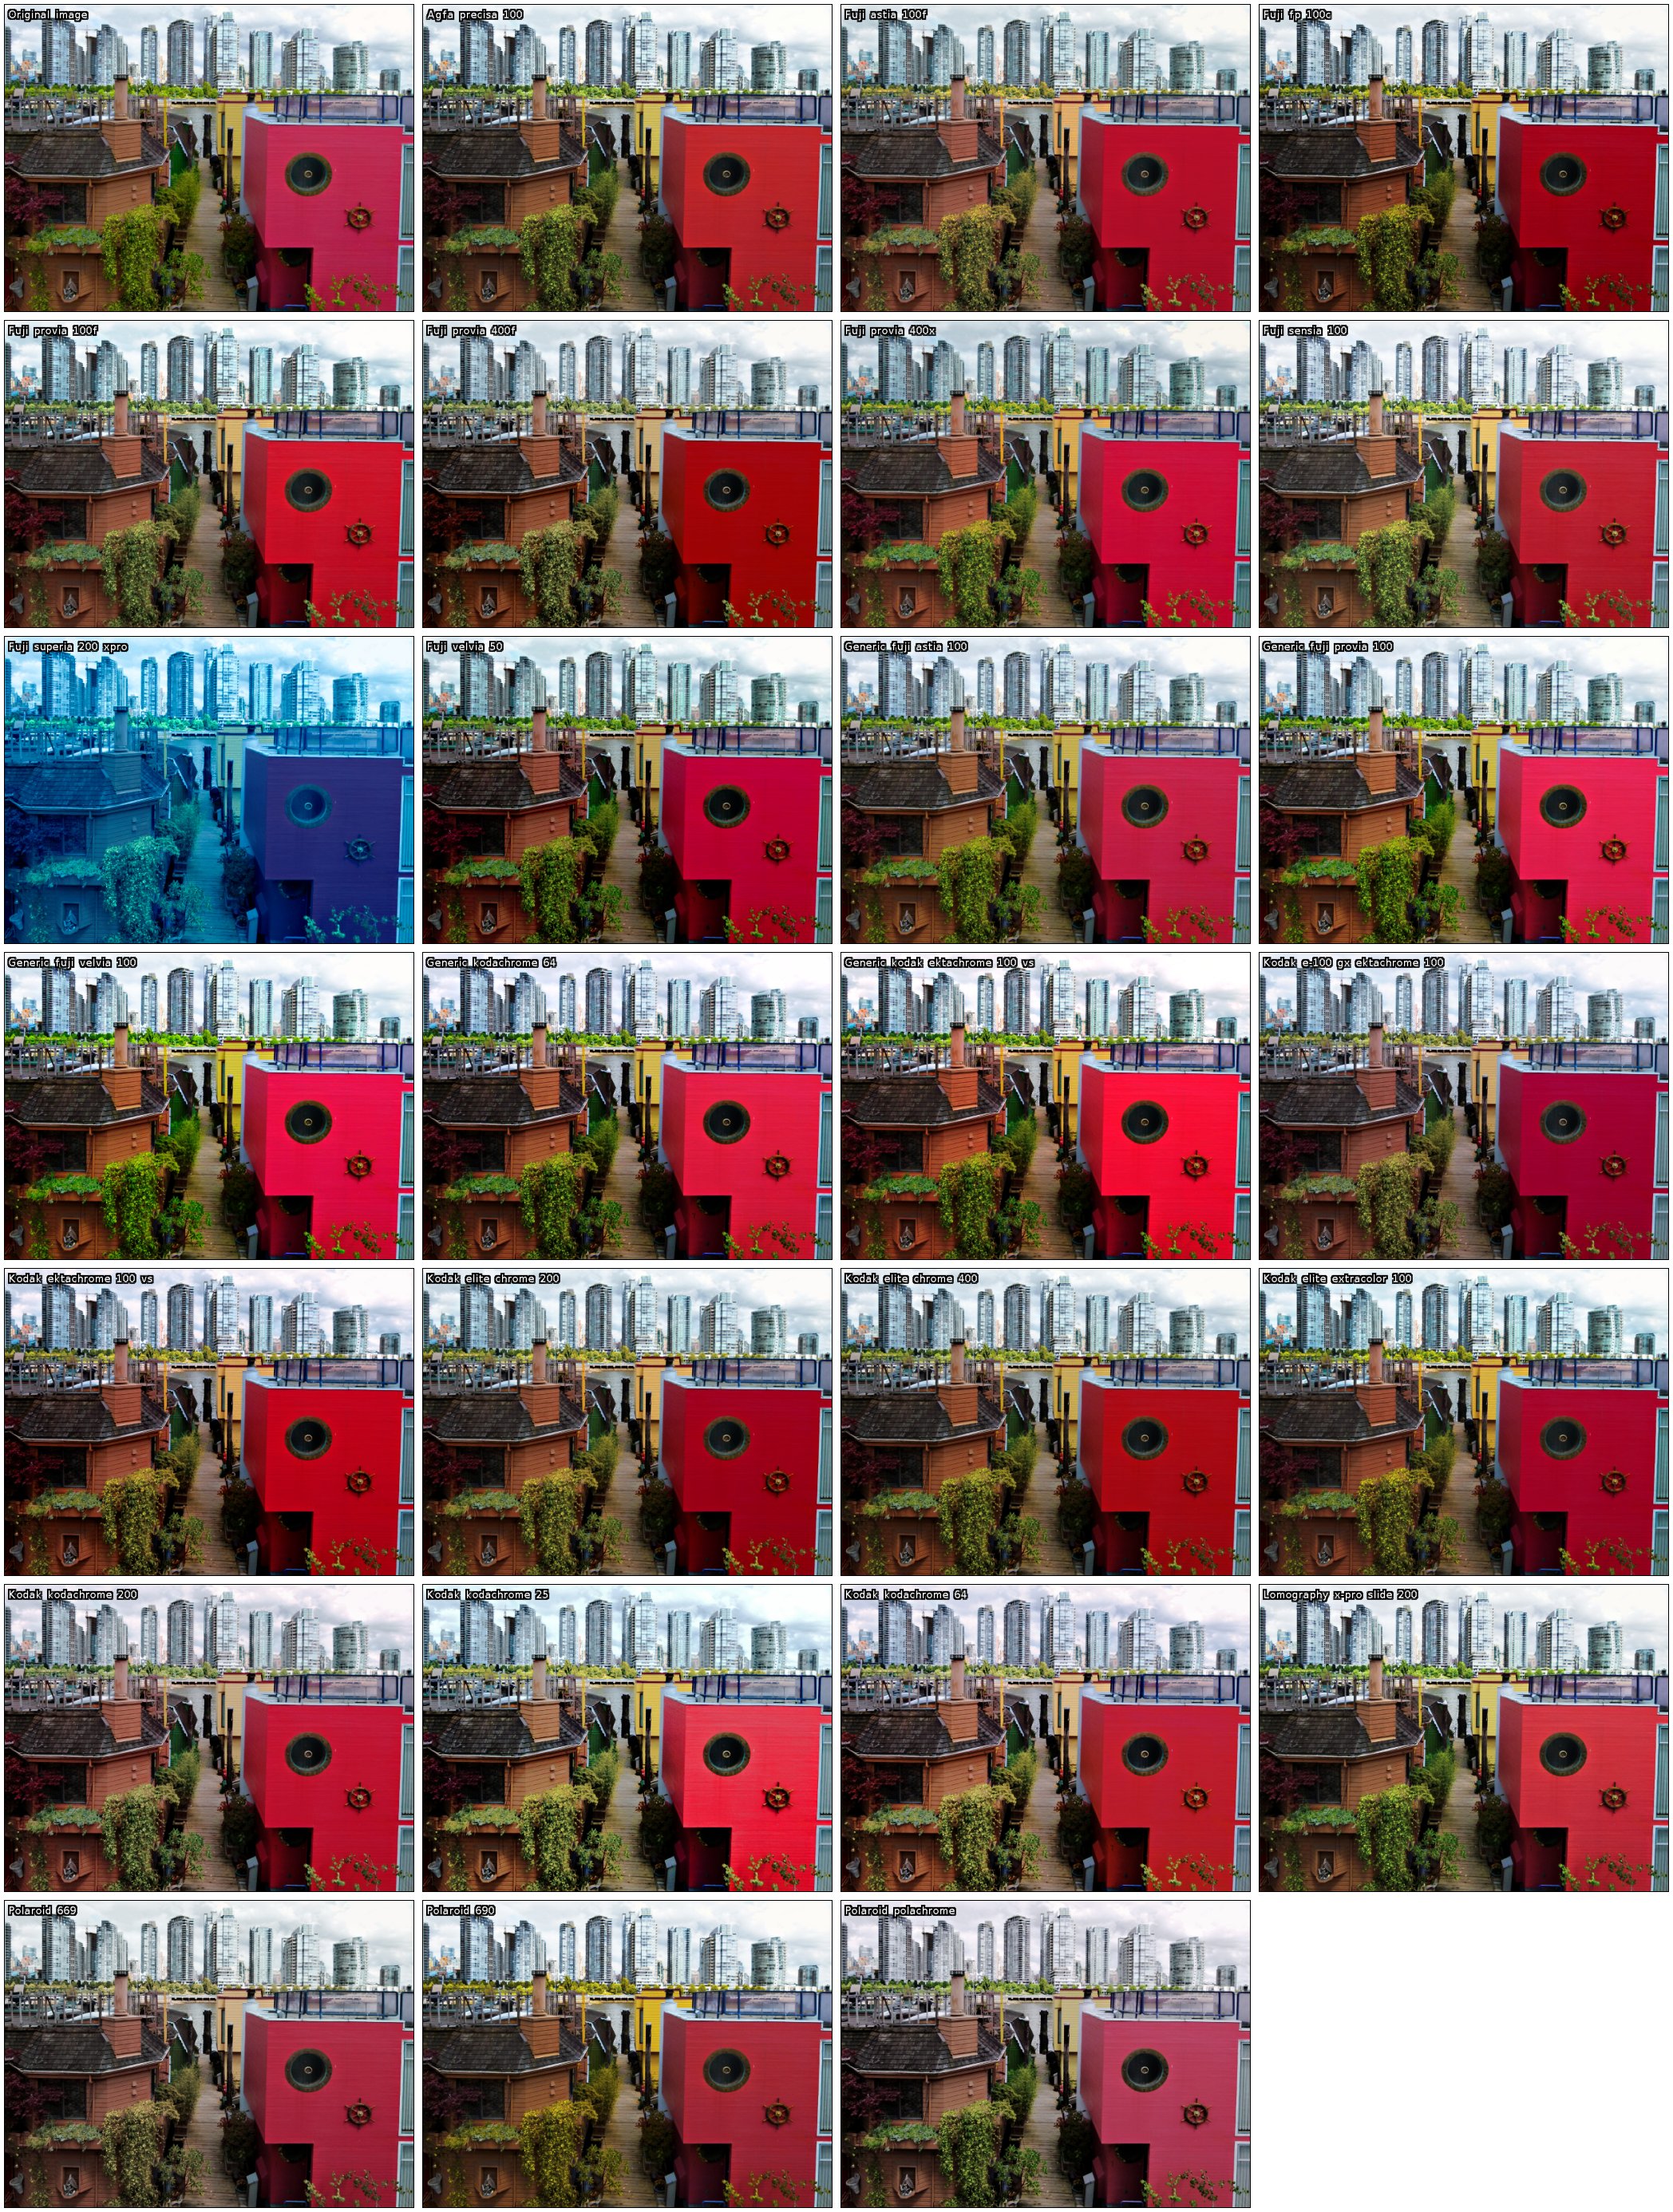 Original image
Agfa precisa 100
Fuji astia 100f
Fuji fp 100c
Fuji provia 100f
Fuji provia 400f
Fuji provia 400x
Fuji sensia 100
Fuji superia 200 xpro
Fuji velvia 50
Generic fuji astia 100
Generic fuji provia 100
Generic fuji velvia 100
Generic kodachrome 64
Generic kodak ektachrome 100 vs
Kodak e-100 gx ektachrome 100
Kodak ektachrome 100 vs
Kodak elite chrome 200
Kodak elite chrome 400
Kodak elite extracolor 100
Kodak kodachrome 200
Kodak kodachrome 25
Kodak kodachrome 64
Lomography x-pro slide 200
Polaroid 669
Polaroid 690
Polaroid polachrome